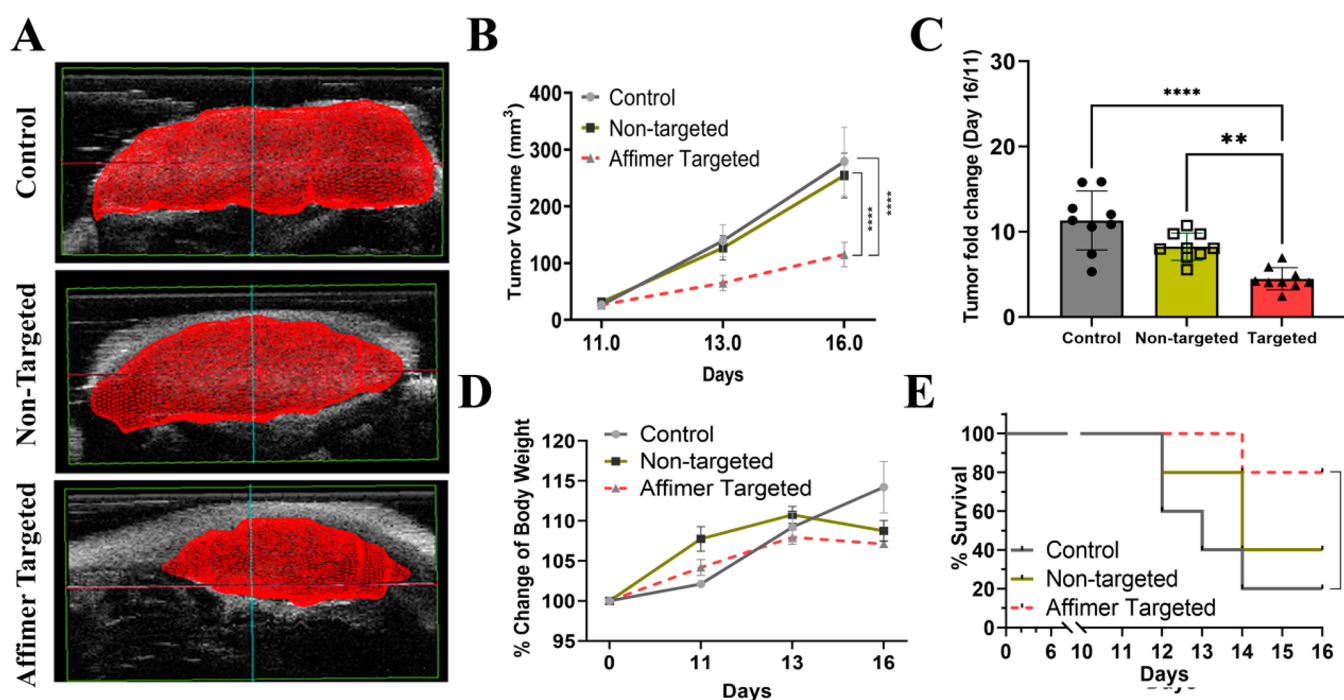 A
Control
Non-Targeted
Affimer Targeted
B
Tumor Volume (mm³)
400
300
200
100
0
Control
Non-targeted
Affimer Targeted
****
****
11.0 13.0 16.0
Days
C
Tumor fold change (Day 16/11)
30
20
10
0
****
**
Control Non-targeted Targeted
D
% Change of Body Weight
120
115
110
105
100
95
Control
Non-targeted
Affimer Targeted
0 11 13 16
Days
E
% Survival
100
80
60
40
20
0
Control
Non-targeted
Affimer Targeted
0 6 10 11 12 13 14 15 16
Days